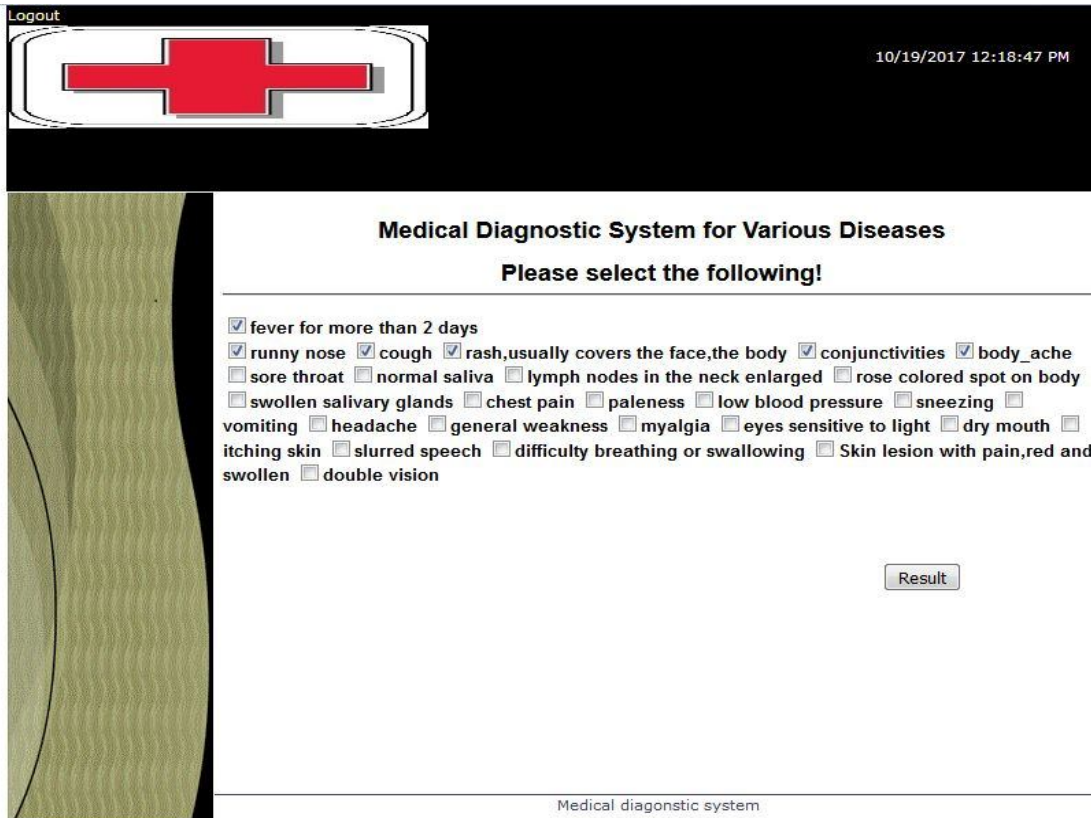 Logout
10/19/2017 12:18:47 PM
Medical Diagnostic System for Various Diseases
Please select the following!
fever for more than 2 days
runny nose cough rash,usually covers the face,the body conjunctivities body_ache
sore throat normal saliva lymph nodes in the neck enlarged rose colored spot on body
swollen salivary glands chest pain paleness low blood pressure sneezing
vomiting headache general weakness myalgia eyes sensitive to light dry mouth
itching skin slurred speech difficulty breathing or swallowing Skin lesion with pain,red and
swollen double vision
Result
Medical diagonstic system